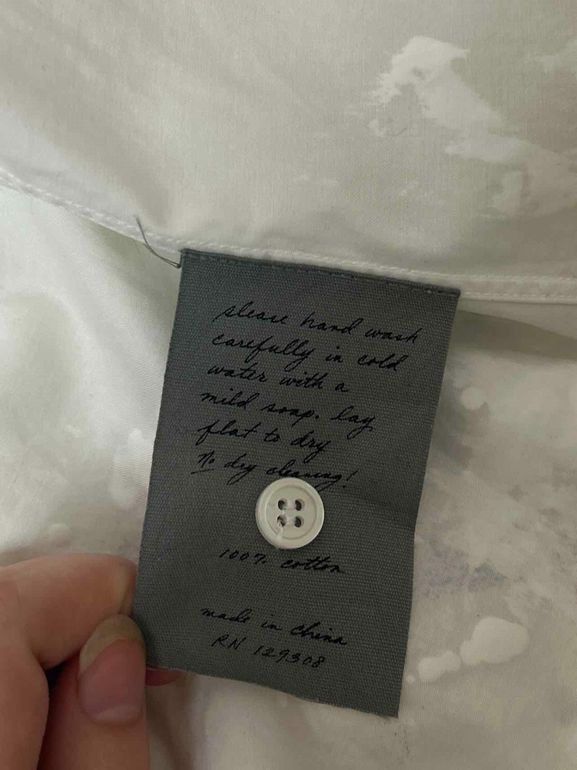 please hand wash
carefully in cold
water with a
mild soap. lay
flat to dry
No dry cleaning!
100% cotton
made in china
RN 129308